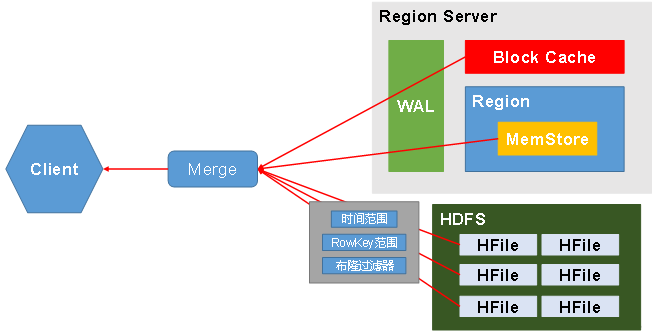 Region Server
Block Cache
WAL
Region
MemStore
Client
Merge
时间范围
RowKey范围
布隆过滤器
HDFS
HFile HFile
HFile HFile
HFile HFile